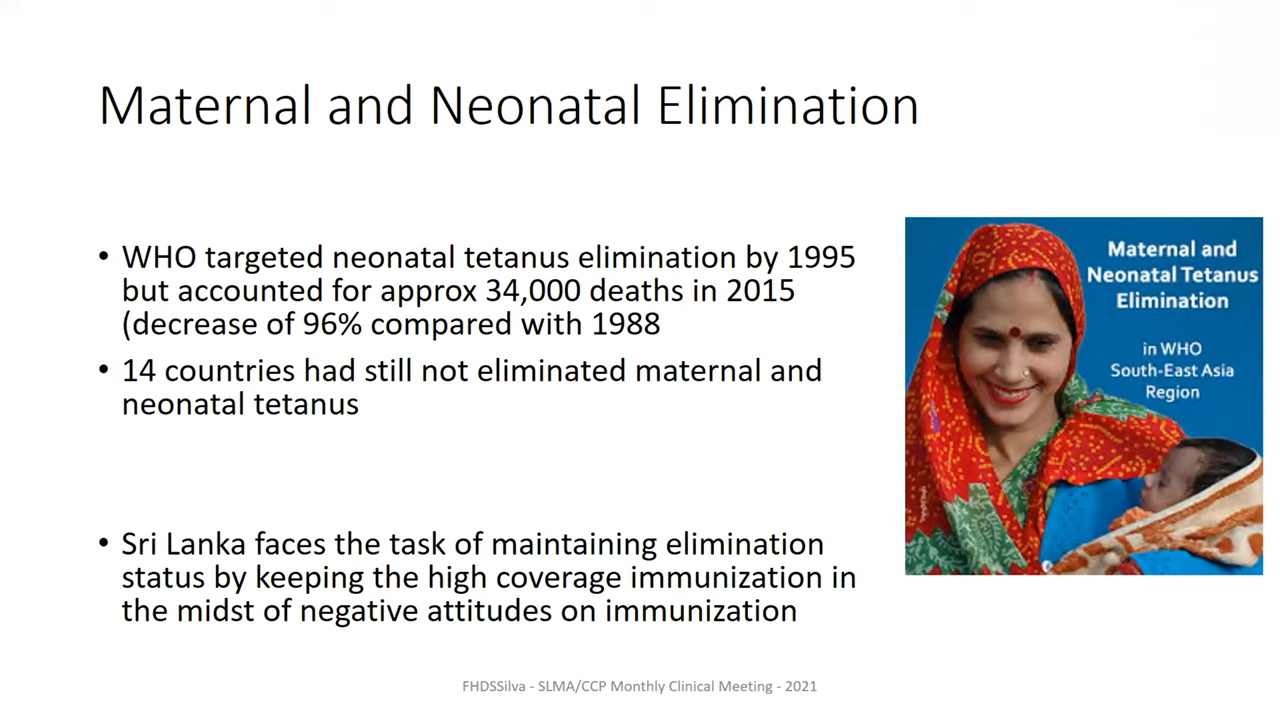 Maternal and Neonatal Elimination
• WHO targeted neonatal tetanus elimination by 1995
but accounted for approx 34,000 deaths in 2015
(decrease of 96% compared with 1988
• 14 countries had still not eliminated maternal and
neonatal tetanus
• Sri Lanka faces the task of maintaining elimination
status by keeping the high coverage immunization in
the midst of negative attitudes on immunization
Maternal and
Neonatal Tetanus
Elimination
in WHO
South-East Asia
Region
FHDSSilva - SLMA/CCP Monthly Clinical Meeting - 2021